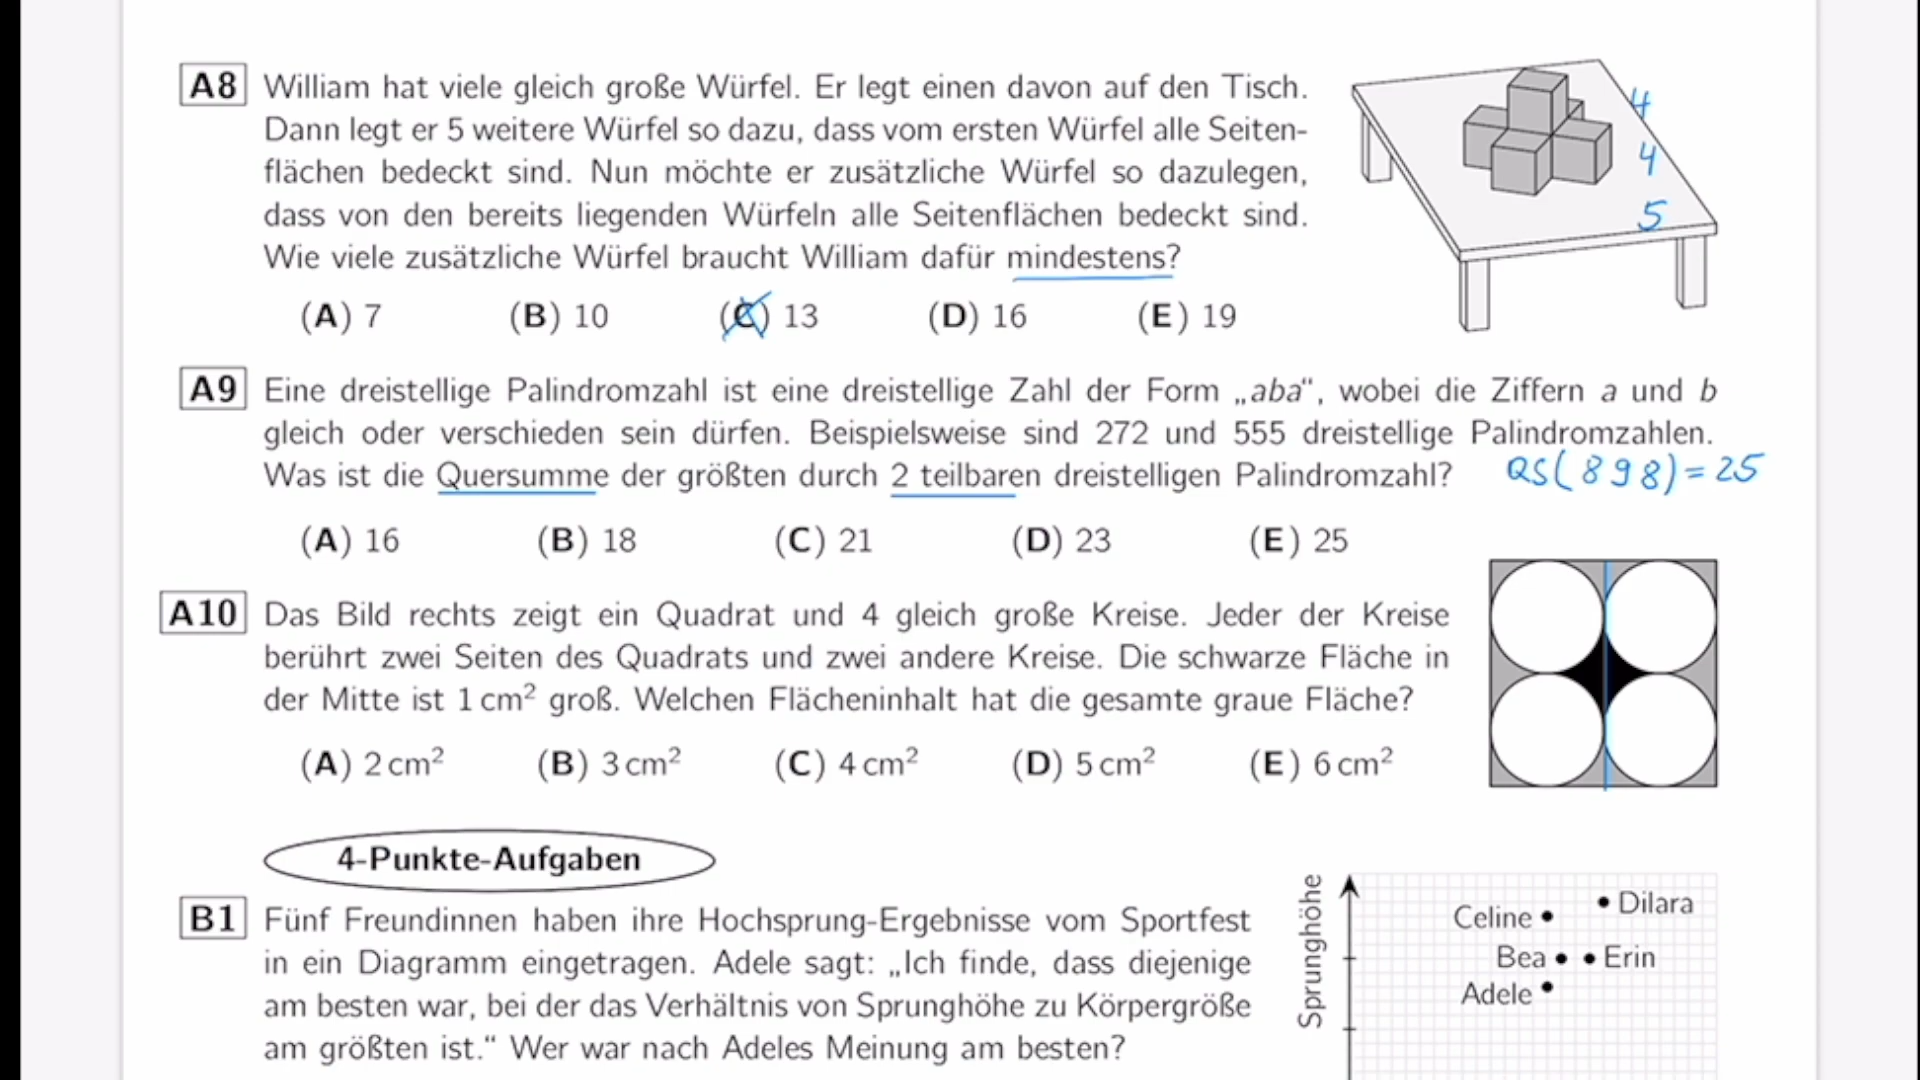 A8 William hat viele gleich große Würfel. Er legt einen davon auf den Tisch.
Dann legt er 5 weitere Würfel so dazu, dass vom ersten Würfel alle Seiten-
flächen bedeckt sind. Nun möchte er zusätzliche Würfel so dazulegen,
dass von den bereits liegenden Würfeln alle Seitenflächen bedeckt sind.
Wie viele zusätzliche Würfel braucht William dafür mindestens?
4
4
5
(A) 7 (B) 10 (C) 13 (D) 16 (E) 19
A9 Eine dreistellige Palindromzahl ist eine dreistellige Zahl der Form „aba“, wobei die Ziffern a und b
gleich oder verschieden sein dürfen. Beispielsweise sind 272 und 555 dreistellige Palindromzahlen.
Was ist die Quersumme der größten durch 2 teilbaren dreistelligen Palindromzahl? QS(898)=25
(A) 16 (B) 18 (C) 21 (D) 23 (E) 25
A10 Das Bild rechts zeigt ein Quadrat und 4 gleich große Kreise. Jeder der Kreise
berührt zwei Seiten des Quadrats und zwei andere Kreise. Die schwarze Fläche in
der Mitte ist 1 cm² groß. Welchen Flächeninhalt hat die gesamte graue Fläche?
(A) 2 cm² (B) 3 cm² (C) 4 cm² (D) 5 cm² (E) 6 cm²
4-Punkte-Aufgaben
B1 Fünf Freundinnen haben ihre Hochsprung-Ergebnisse vom Sportfest
in ein Diagramm eingetragen. Adele sagt: „Ich finde, dass diejenige
am besten war, bei der das Verhältnis von Sprunghöhe zu Körpergröße
am größten ist.“ Wer war nach Adeles Meinung am besten?
Sprunghöhe
Celine Dilara
Bea Erin
Adele